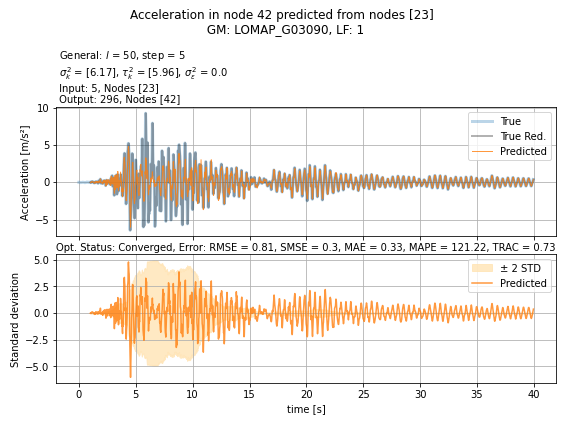 Acceleration in node 42 predicted from nodes [23]
GM: LOMAP_G03090, LF: 1
General: l = 50, step = 5
σ²ₖ = [6.17], τ²ₖ = [5.96], σ²ε = 0.0
Input: 5, Nodes [23]
Output: 296, Nodes [42]
10
5
0
−5
Acceleration [m/s²]
True
True Red.
Predicted
Opt. Status: Converged, Error: RMSE = 0.81, SMSE = 0.3, MAE = 0.33, MAPE = 121.22, TRAC = 0.73
5.0
2.5
0.0
−2.5
−5.0
Standard deviation
± 2 STD
Predicted
0 5 10 15 20 25 30 35 40
time [s]